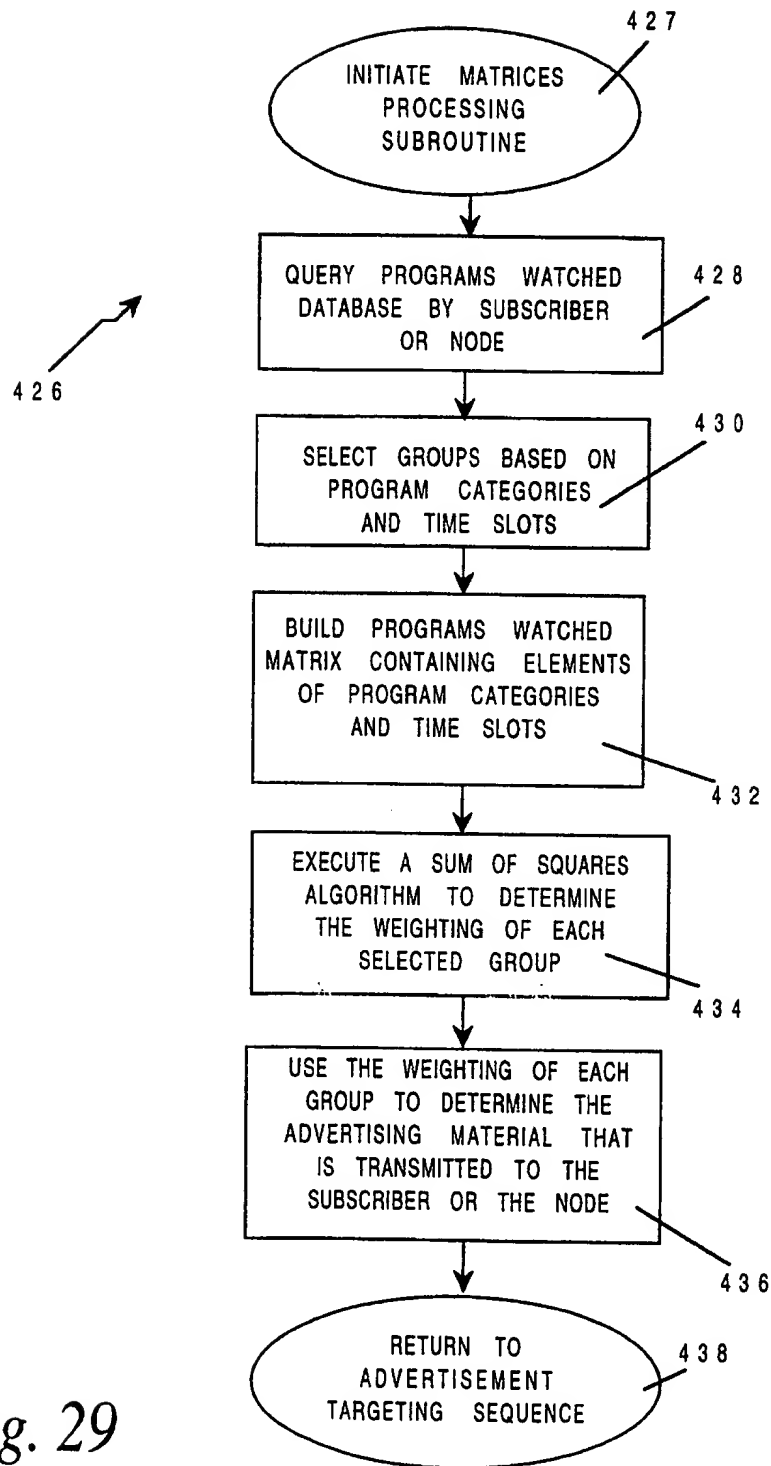 427
INITIATE MATRICES
PROCESSING
SUBROUTINE
QUERY PROGRAMS WATCHED
DATABASE BY SUBSCRIBER
OR NODE
428
426
430
SELECT GROUPS BASED ON
PROGRAM CATEGORIES
AND TIME SLOTS
BUILD PROGRAMS WATCHED
MATRIX CONTAINING ELEMENTS
OF PROGRAM CATEGORIES
AND TIME SLOTS
432
EXECUTE A SUM OF SQUARES
ALGORITHM TO DETERMINE
THE WEIGHTING OF EACH
SELECTED GROUP
434
USE THE WEIGHTING OF EACH
GROUP TO DETERMINE THE
ADVERTISING MATERIAL THAT
IS TRANSMITTED TO THE
SUBSCRIBER OR THE NODE
436
RETURN TO
ADVERTISEMENT
TARGETING SEQUENCE
438
g. 29